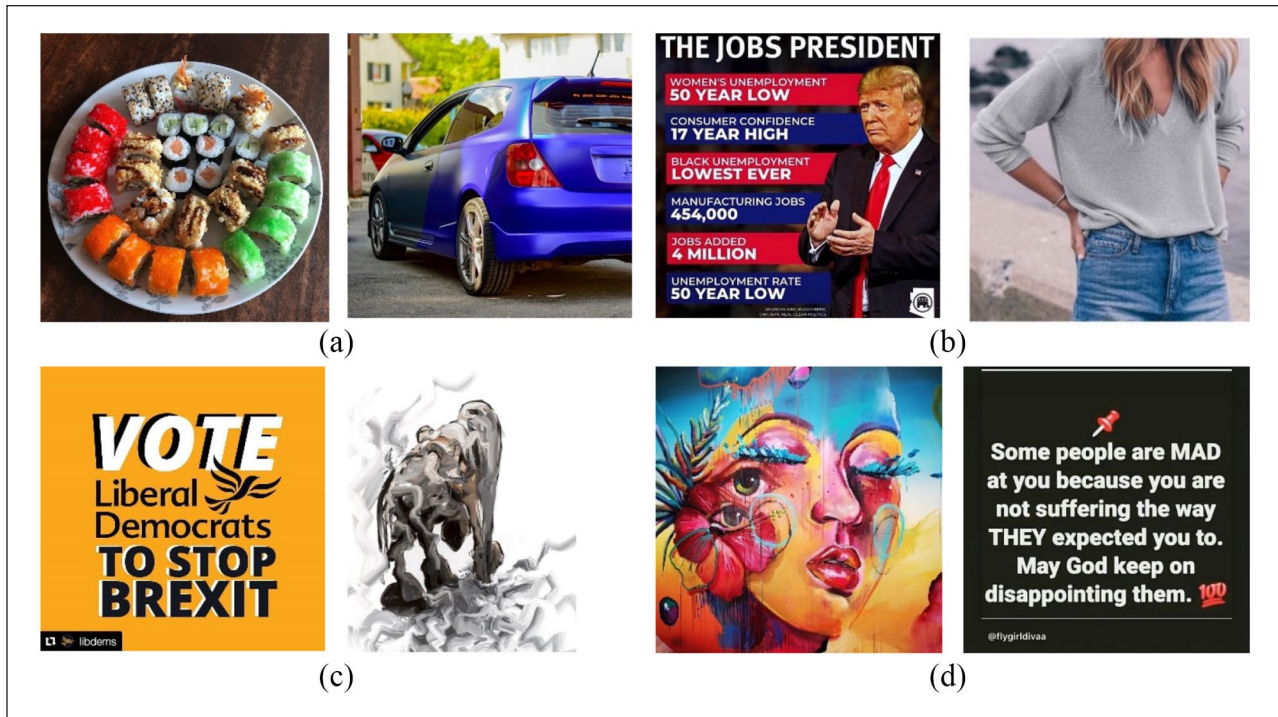 THE JOBS PRESIDENT
WOMEN'S UNEMPLOYMENT
50 YEAR LOW
CONSUMER CONFIDENCE
17 YEAR HIGH
BLACK UNEMPLOYMENT
LOWEST EVER
MANUFACTURING JOBS
454,000
JOBS ADDED
4 MILLION
UNEMPLOYMENT RATE
50 YEAR LOW
(a)
(b)
VOTE
Liberal
Democrats
TO STOP
BREXIT
libdems
📌
Some people are MAD
at you because you are
not suffering the way
THEY expected you to.
May God keep on
disappointing them. 💯
@flygirldivaa
(c)
(d)